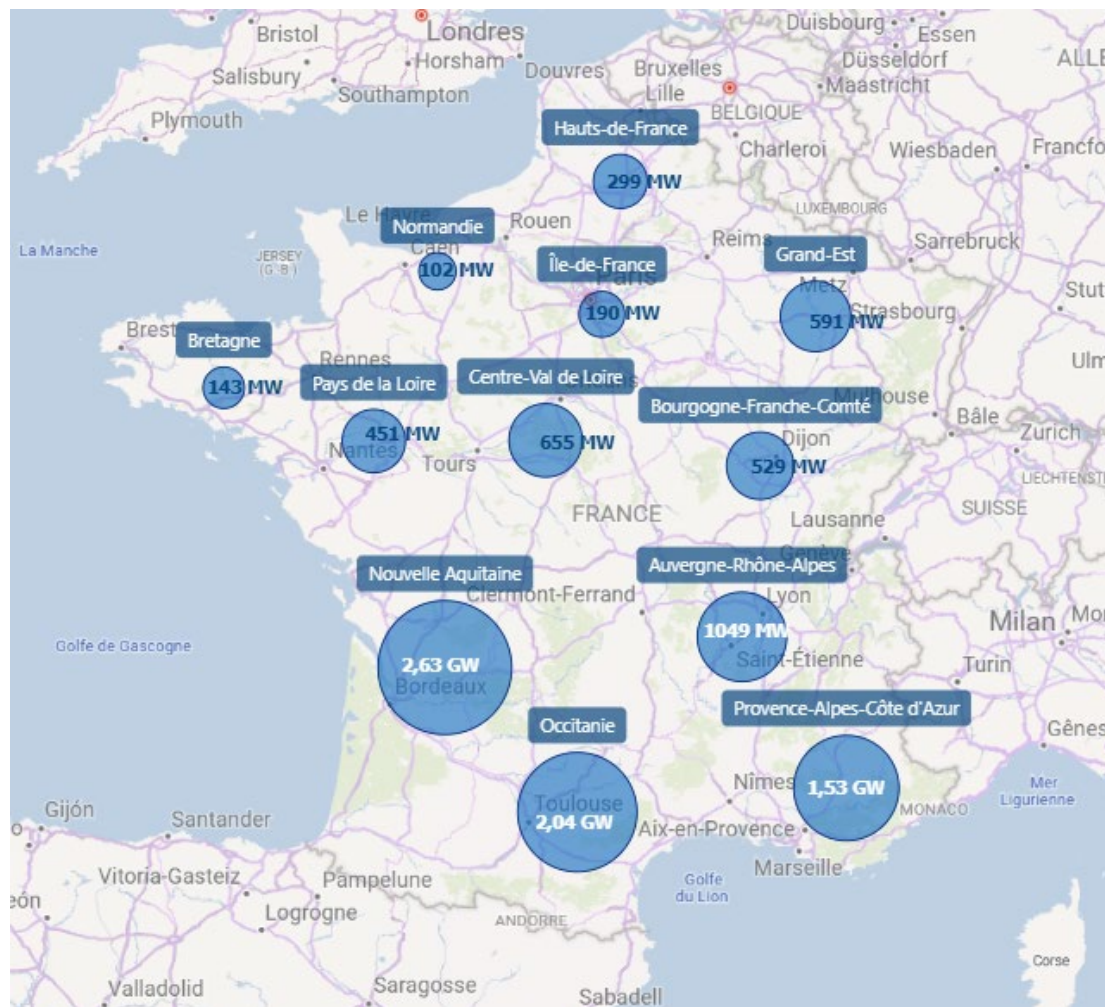 Bristol
Londres
Duisbourg
Essen
Salisbury
Horsham
Douvres
Bruxelles
Düsseldorf
ALLE
Southampton
Lille
Maastricht
Plymouth
BELGIQUE
Hauts-de-France
Charleroi
Wiesbaden
Francfo
299 MW
LUXEMBOURG
Le Havre
Rouen
La Manche
Normandie
Caen
JERSEY
(G. B.)
Île-de-France
Reims
Grand-Est
Sarrebruck
102 MW
Paris
Metz
Stut
190 MW
591 MW
Strasbourg
Brest
Bretagne
Rennes
Ulm
143 MW
Pays de la Loire
Centre-Val de Loire
Mulhouse
Bourgogne-Franche-Comté
Bâle
451 MW
655 MW
Dijon
Zurich
Nantes
Tours
529 MW
LIECHTENSTE
FRANCE
SUISSE
Lausanne
Genève
Nouvelle Aquitaine
Auvergne-Rhône-Alpes
Clermont-Ferrand
Lyon
Milan
Mo
1049 MW
Golfe de Gascogne
2,63 GW
Saint-Étienne
Turin
Bordeaux
Provence-Alpes-Côte d'Azur
Occitanie
Gênes
Nîmes
1,53 GW
Mer
Ligurienne
Gijón
Toulouse
MONACO
Santander
2,04 GW
Aix-en-Provence
Marseille
Vitoria-Gasteiz
Pampelune
Golfe
du Lion
eón
Logrogne
ANDORRE
Corse
Valladolid
Saragosse
Sabadell